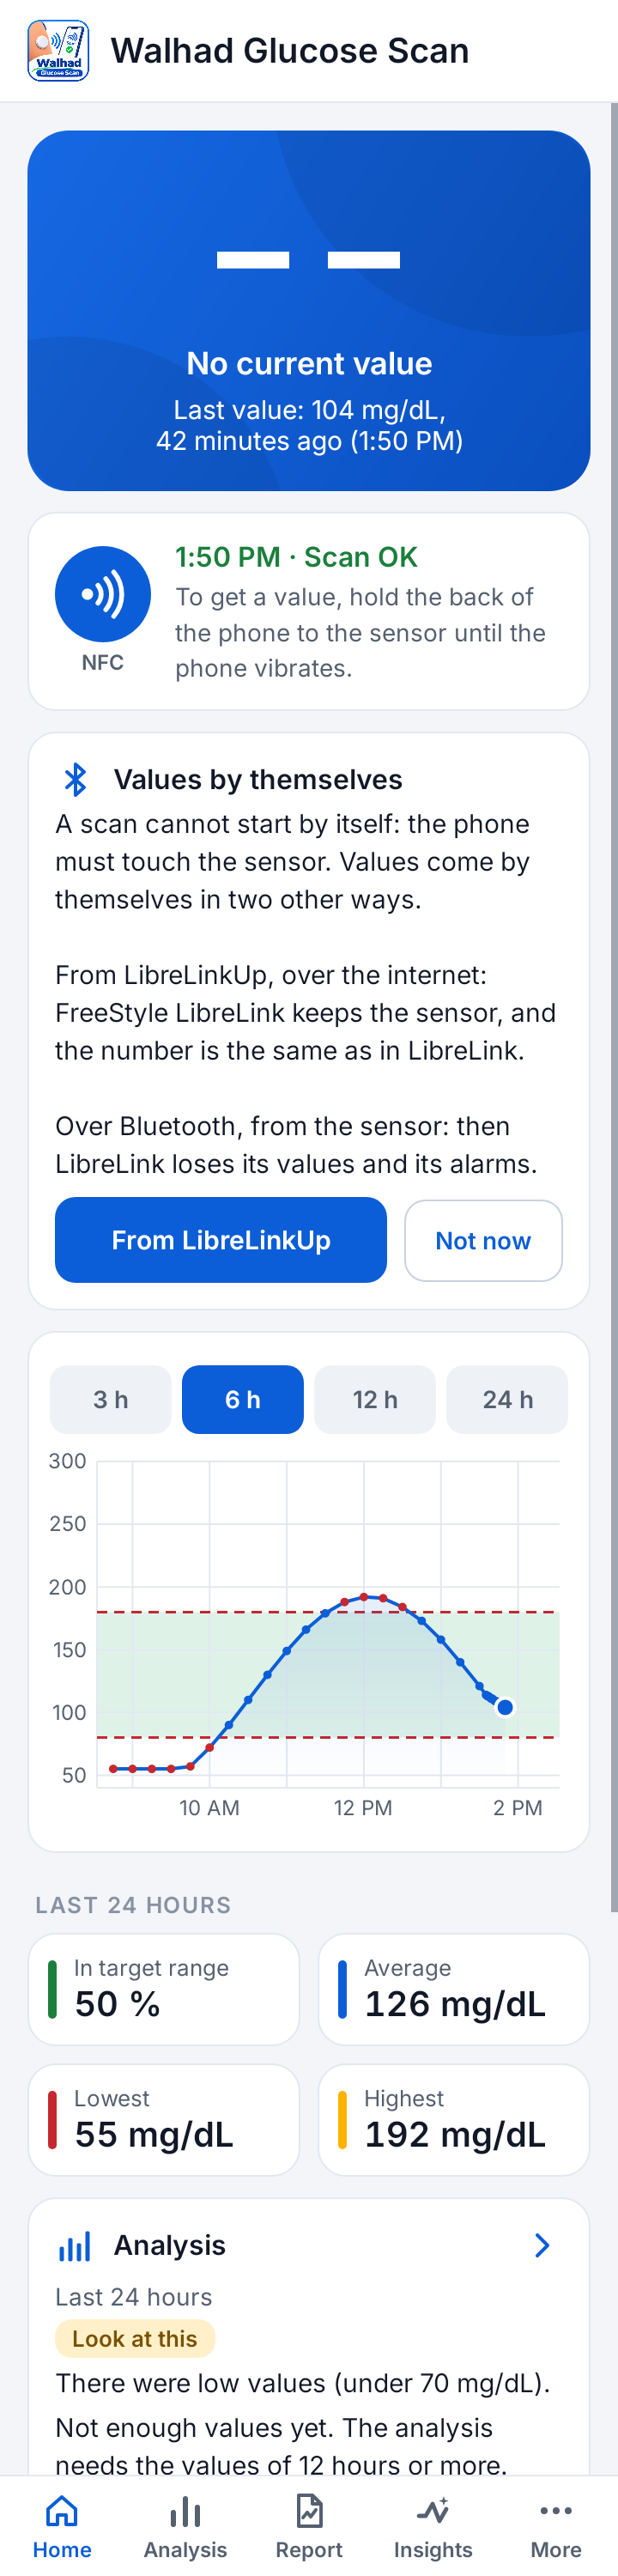 Walhad
Glucose Scan
Walhad Glucose Scan
No current value
Last value: 104 mg/dL,
42 minutes ago (1:50 PM)
1:50 PM · Scan OK
To get a value, hold the back of
the phone to the sensor until the
phone vibrates.
NFC
Values by themselves
A scan cannot start by itself: the phone
must touch the sensor. Values come by
themselves in two other ways.
From LibreLinkUp, over the internet:
FreeStyle LibreLink keeps the sensor, and
the number is the same as in LibreLink.
Over Bluetooth, from the sensor: then
LibreLink loses its values and its alarms.
From LibreLinkUp
Not now
3 h
6 h
12 h
24 h
300
250
200
150
100
50
10 AM
12 PM
2 PM
LAST 24 HOURS
In target range
50 %
Average
126 mg/dL
Lowest
55 mg/dL
Highest
192 mg/dL
Analysis
Last 24 hours
Look at this
There were low values (under 70 mg/dL).
Not enough values yet. The analysis
needs the values of 12 hours or more.
Home
Analysis
Report
Insights
More